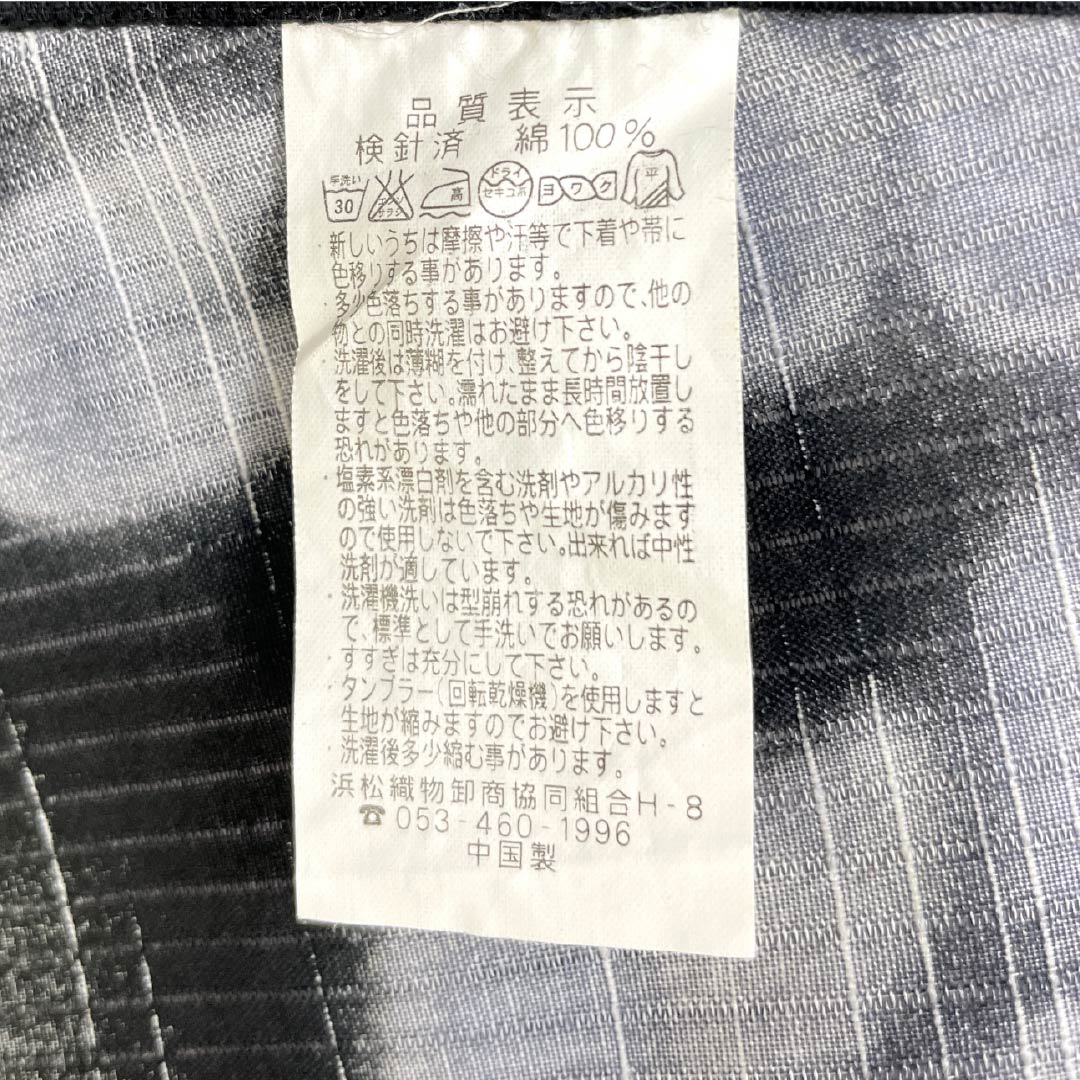 品質表示
検針済 綿100%
手洗い 30 エンソサラシ 高 ドライ セキユ系 ヨワク 平
新しいうちは摩擦や汗等で下着や帯に
色移りする事があります。
・多少色落ちする事がありますので、他の
物との同時洗濯はお避け下さい。
・洗濯後は薄糊を付け、整えてから陰干し
をして下さい。濡れたまま長時間放置し
ますと色落ちや他の部分へ色移りする
恐れがあります。
・塩素系漂白剤を含む洗剤やアルカリ性
の強い洗剤は色落ちや生地が傷みます
ので使用しないで下さい。出来れば中性
洗剤が適しています。
・洗濯機洗いは型崩れする恐れがあるの
で、標準として手洗いでお願いします。
・すすぎは充分にして下さい。
・タンブラー(回転乾燥機)を使用しますと
生地が縮みますのでお避け下さい。
・洗濯後多少縮む事があります。
浜松織物卸商協同組合H-8
☎053-460-1996
中国製